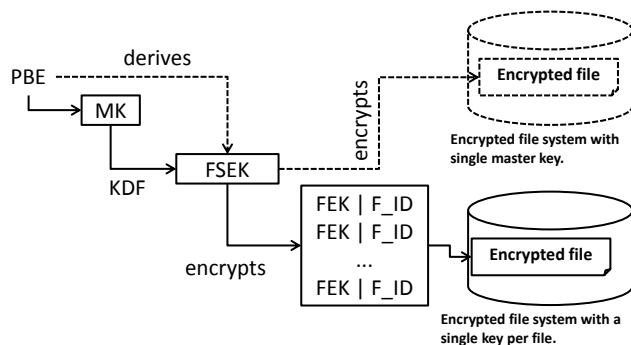 derives
PBE
MK
encrypts
Encrypted file
Encrypted file system with
single master key.
KDF
FSEK
encrypts
FEK | F_ID
FEK | F_ID
...
FEK | F_ID
Encrypted file
Encrypted file system with a
single key per file.